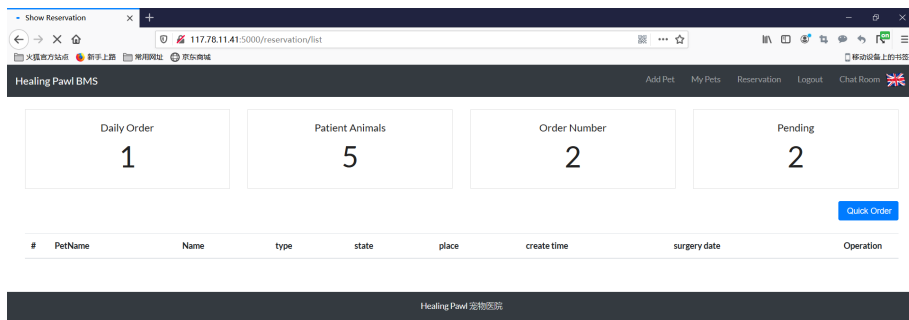 Show Reservation
117.78.11.41:5000/reservation/list
火狐官方站点 新手上路 常用网址 京东商城 移动设备上的书签
Healing Pawl BMS Add Pet My Pets Reservation Logout Chat Room
Daily Order Patient Animals Order Number Pending
1 5 2 2
Quick Order
# PetName Name type state place create time surgery date Operation
Healing Pawl 宠物医院